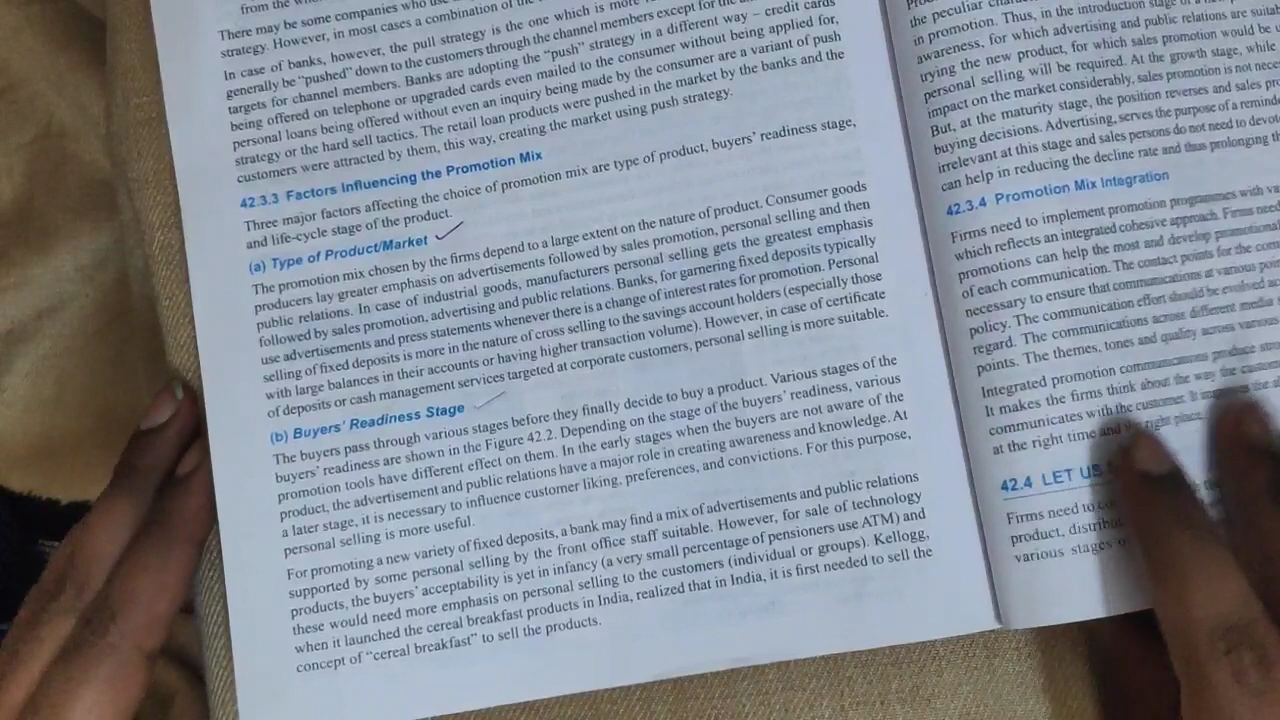 from the
There may be some companies who use
strategy. However, in most cases a combination of the
In case of banks, however, the pull strategy is the one which is more
generally be "pushed" down to the customers through the channel members except for the
targets for channel members. Banks are adopting the "push" strategy in a different way – credit cards
being offered on telephone or upgraded cards even mailed to the consumer without being applied for,
personal loans being offered without even an inquiry being made by the consumer are a variant of push
strategy or the hard sell tactics. The retail loan products were pushed in the market by the banks and the
customers were attracted by them, this way, creating the market using push strategy.
42.3.3 Factors Influencing the Promotion Mix
Three major factors affecting the choice of promotion mix are type of product, buyers' readiness stage,
and life-cycle stage of the product.
(a) Type of Product/Market
The promotion mix chosen by the firms depend to a large extent on the nature of product. Consumer goods
producers lay greater emphasis on advertisements followed by sales promotion, personal selling and then
public relations. In case of industrial goods, manufacturers personal selling gets the greatest emphasis
followed by sales promotion, advertising and public relations. Banks, for garnering fixed deposits typically
use advertisements and press statements whenever there is a change of interest rates for promotion. Personal
selling of fixed deposits is more in the nature of cross selling to the savings account holders (especially those
with large balances in their accounts or having higher transaction volume). However, in case of certificate
of deposits or cash management services targeted at corporate customers, personal selling is more suitable.
(b) Buyers' Readiness Stage
The buyers pass through various stages before they finally decide to buy a product. Various stages of the
buyers' readiness are shown in the Figure 42.2. Depending on the stage of the buyers' readiness, various
promotion tools have different effect on them. In the early stages when the buyers are not aware of the
product, the advertisement and public relations have a major role in creating awareness and knowledge. At
a later stage, it is necessary to influence customer liking, preferences, and convictions. For this purpose,
personal selling is more useful.
For promoting a new variety of fixed deposits, a bank may find a mix of advertisements and public relations
supported by some personal selling by the front office staff suitable. However, for sale of technology
products, the buyers' acceptability is yet in infancy (a very small percentage of pensioners use ATM) and
these would need more emphasis on personal selling to the customers (individual or groups). Kellogg,
when it launched the cereal breakfast products in India, realized that in India, it is first needed to sell the
concept of "cereal breakfast" to sell the products.
the peculiar
in promotion. Thus, in the introduction stage of a new
awareness, for which advertising and public relations are
trying the new product, for which sales promotion would be
personal selling will be required. At the growth stage, while
impact on the market considerably, sales promotion is not
But, at the maturity stage, the position reverses and sales
buying decisions. Advertising, serves the purpose of a
irrelevant at this stage and sales persons do not need to
can help in reducing the decline rate and thus prolonging
42.3.4 Promotion Mix Integration
Firms need to implement promotion programmes with
which reflects an integrated cohesive approach. Firms
promotions can help the most and develop
of each communication. The contact points for the
necessary to ensure that communications at various
policy. The communication effort should be evolved
regard. The communications across different media
points. The themes, tones and quality across various
Integrated promotion communications produce
It makes the firms think about the way the
communicates with the customer. It
at the right time and the right place
42.4 LET US
Firms need to
product,
various stages